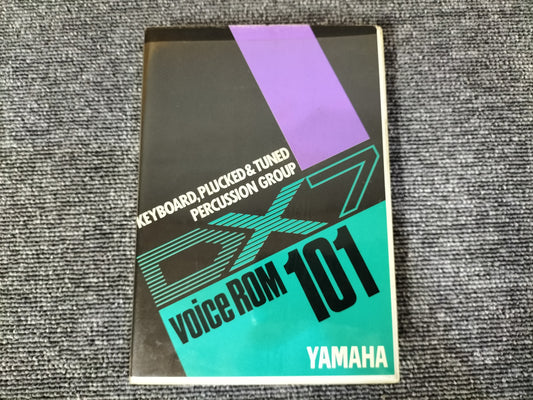 KEYBOARD, PLUCKED & TUNED
PERCUSSION GROUP
DX7
voice ROM 101
YAMAHA